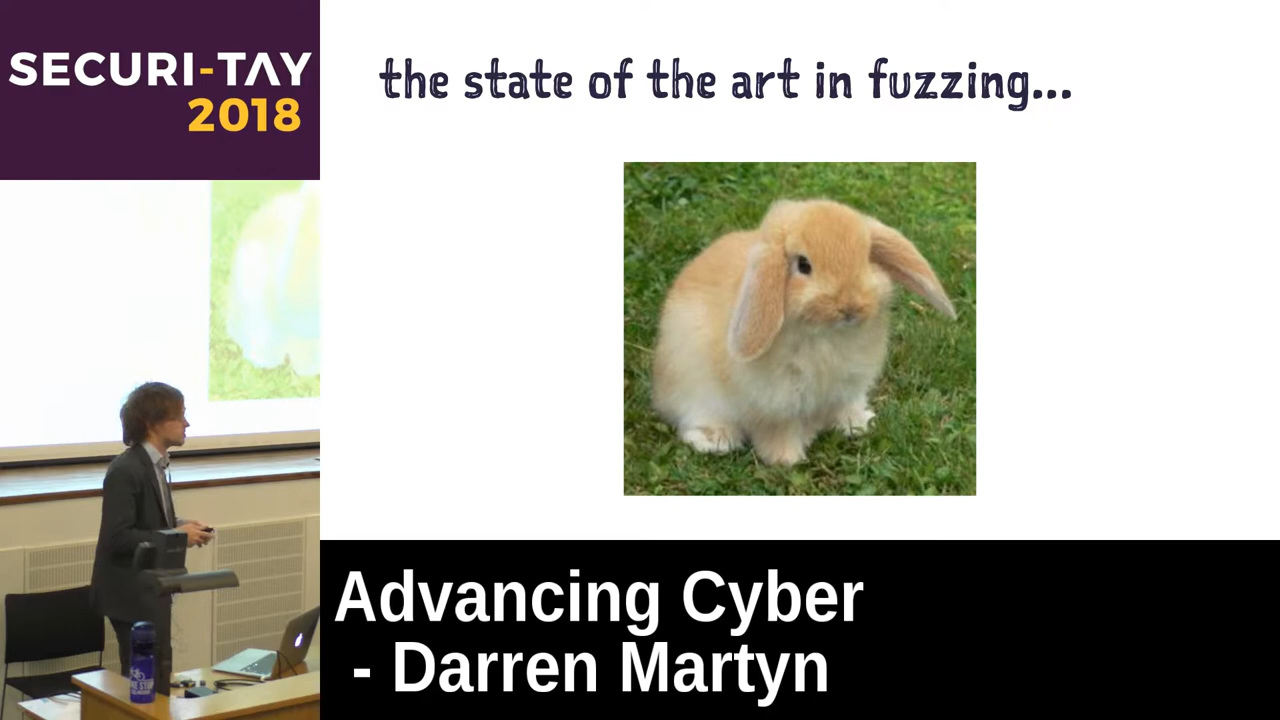 SECURI-TAY
2018
the state of the art in fuzzing...
Advancing Cyber
- Darren Martyn